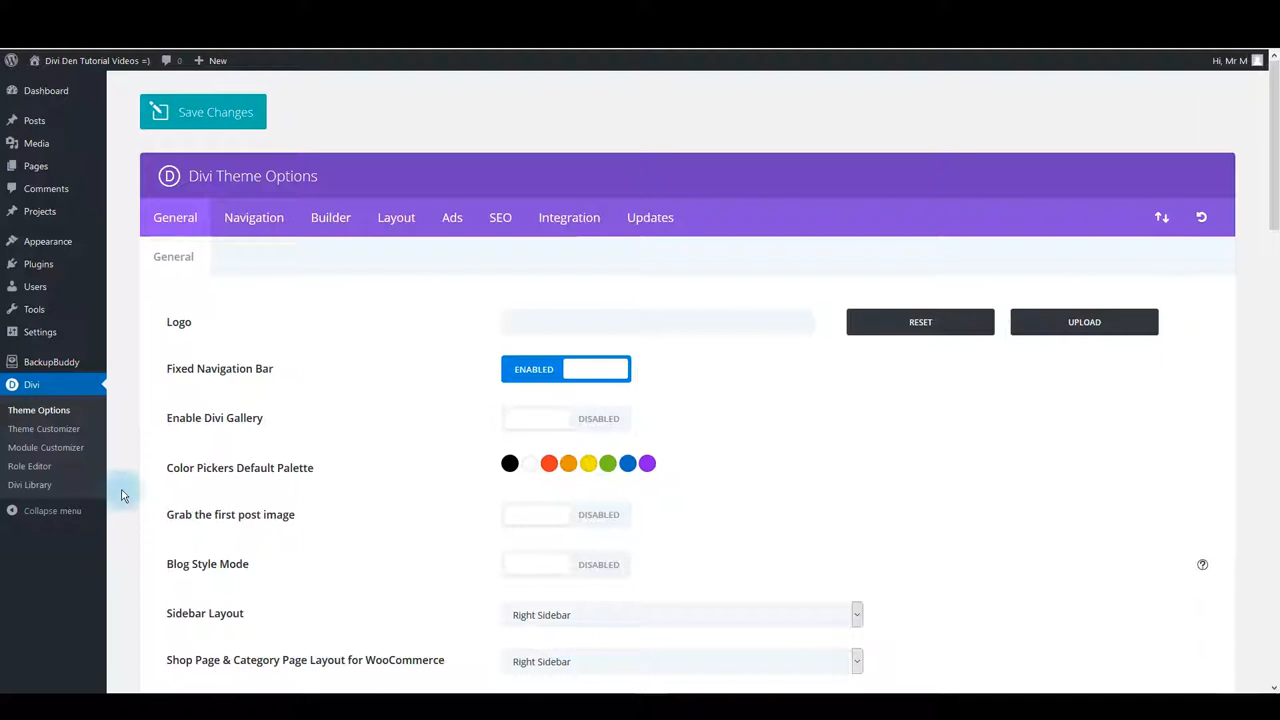 Divi Den Tutorial Videos =) 0 New Hi, Mr M
Dashboard
Posts
Media
Pages
Comments
Projects
Appearance
Plugins
Users
Tools
Settings
BackupBuddy
Divi
Theme Options
Theme Customizer
Module Customizer
Role Editor
Divi Library
Collapse menu
Save Changes
D Divi Theme Options
General Navigation Builder Layout Ads SEO Integration Updates
General
Logo RESET UPLOAD
Fixed Navigation Bar ENABLED
Enable Divi Gallery DISABLED
Color Pickers Default Palette
Grab the first post image DISABLED
Blog Style Mode DISABLED
Sidebar Layout Right Sidebar
Shop Page & Category Page Layout for WooCommerce Right Sidebar